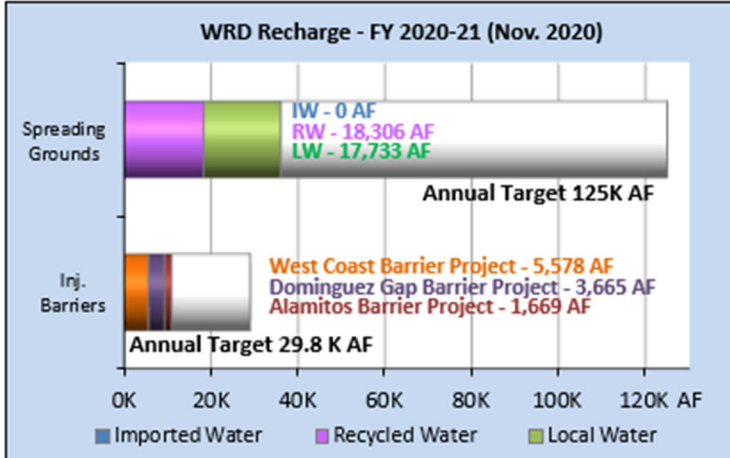 WRD Recharge - FY 2020-21 (Nov. 2020)
Spreading
Grounds
IW - 0 AF
RW - 18,306 AF
LW - 17,733 AF
Annual Target 125K AF
Inj.
Barriers
West Coast Barrier Project - 5,578 AF
Dominguez Gap Barrier Project - 3,665 AF
Alamitos Barrier Project - 1,669 AF
Annual Target 29.8 K AF
0K 20K 40K 60K 80K 100K 120K AF
Imported Water Recycled Water Local Water